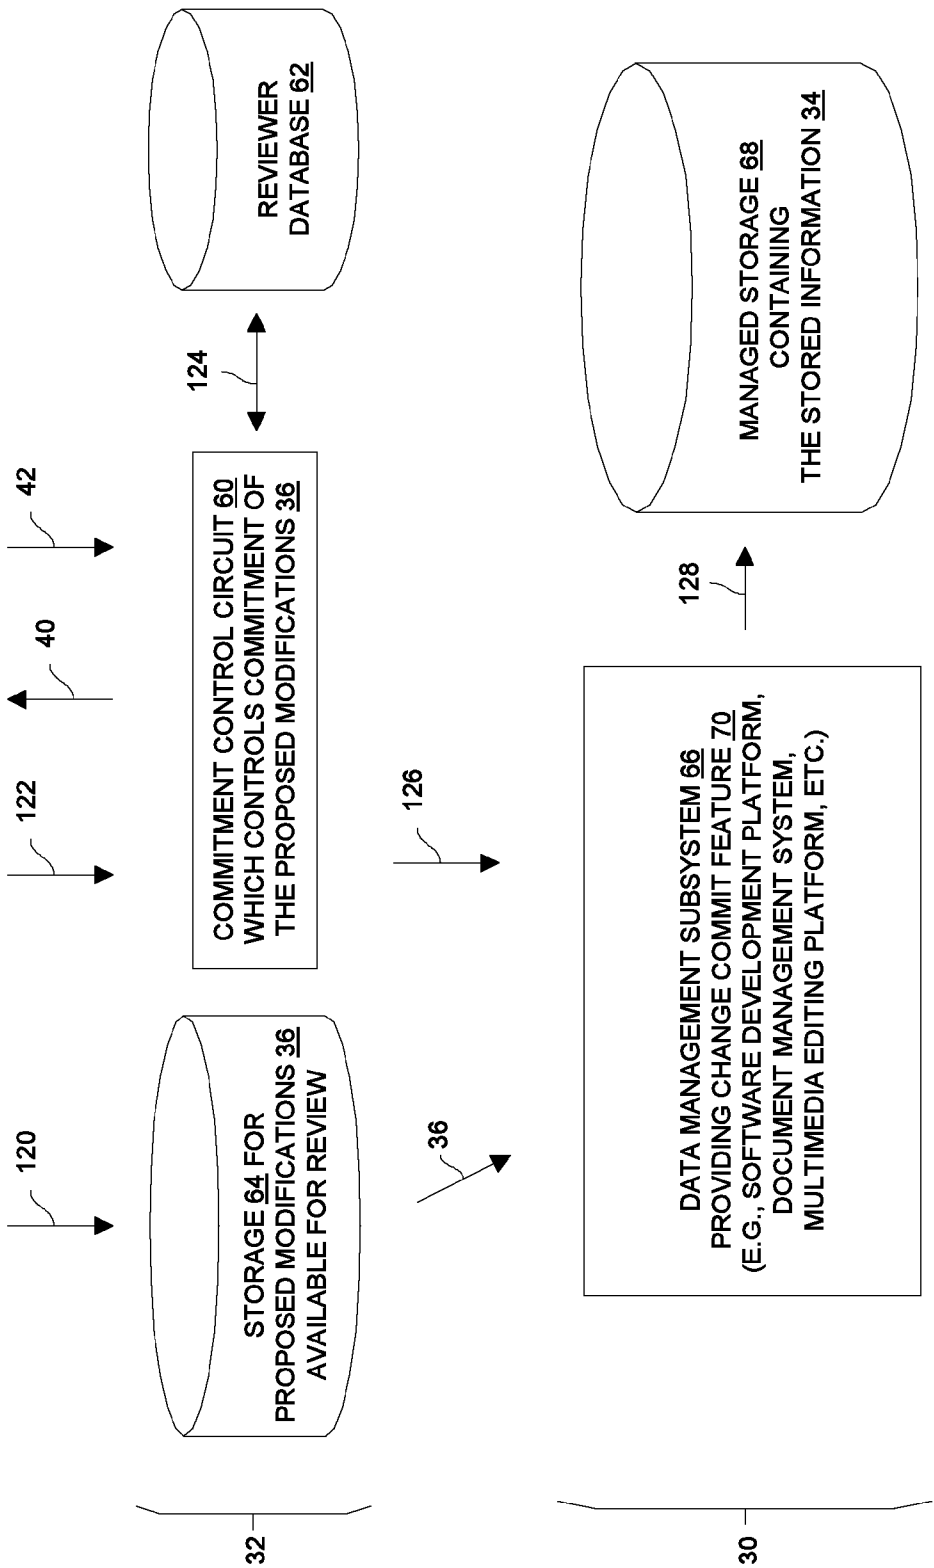 120
122
40
42
32
STORAGE 64 FOR
PROPOSED MODIFICATIONS 36
AVAILABLE FOR REVIEW
COMMITMENT CONTROL CIRCUIT 60
WHICH CONTROLS COMMITMENT OF
THE PROPOSED MODIFICATIONS 36
124
REVIEWER
DATABASE 62
36
126
30
DATA MANAGEMENT SUBSYSTEM 66
PROVIDING CHANGE COMMIT FEATURE 70
(E.G., SOFTWARE DEVELOPMENT PLATFORM,
DOCUMENT MANAGEMENT SYSTEM,
MULTIMEDIA EDITING PLATFORM, ETC.)
128
MANAGED STORAGE 68
CONTAINING
THE STORED INFORMATION 34